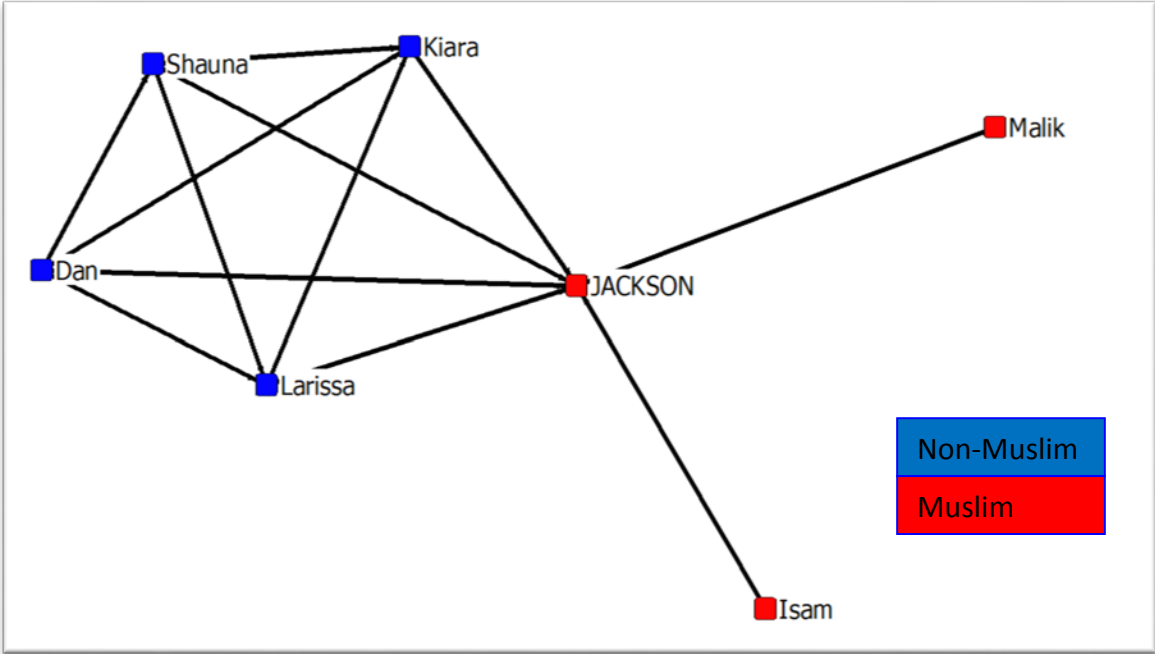 Kiara
Shauna
Malik
Dan
JACKSON
Larissa
Non-Muslim
Muslim
Isam